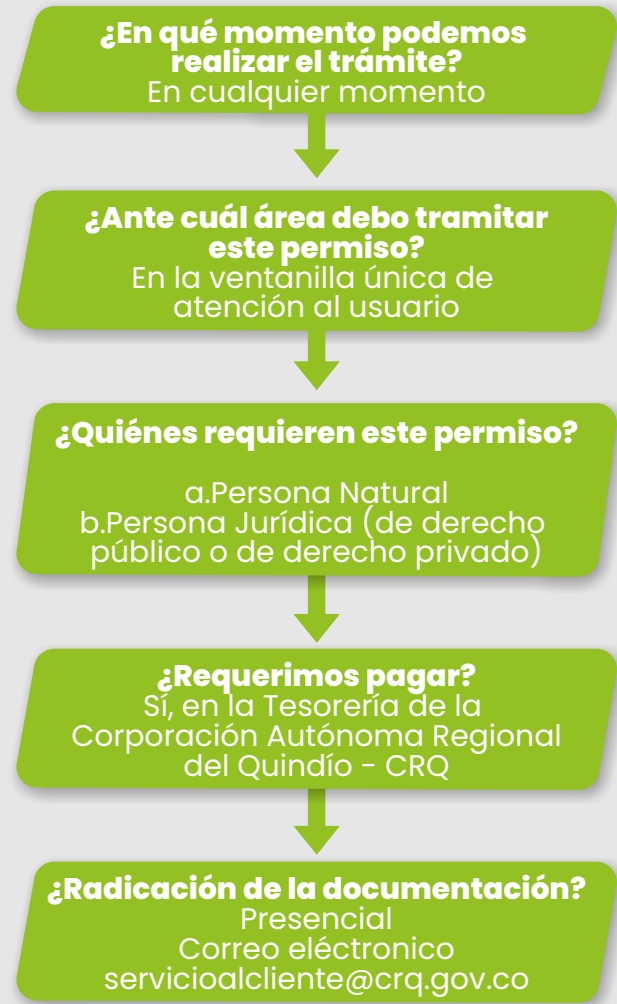 ¿En qué momento podemos
realizar el trámite?
En cualquier momento
¿Ante cuál área debo tramitar
este permiso?
En la ventanilla única de
atención al usuario
¿Quiénes requieren este permiso?
a.Persona Natural
b.Persona Jurídica (de derecho
público o de derecho privado)
¿Requerimos pagar?
Sí, en la Tesorería de la
Corporación Autónoma Regional
del Quindío - CRQ
¿Radicación de la documentación?
Presencial
Correo eléctronico
servicioalcliente@crq.gov.co